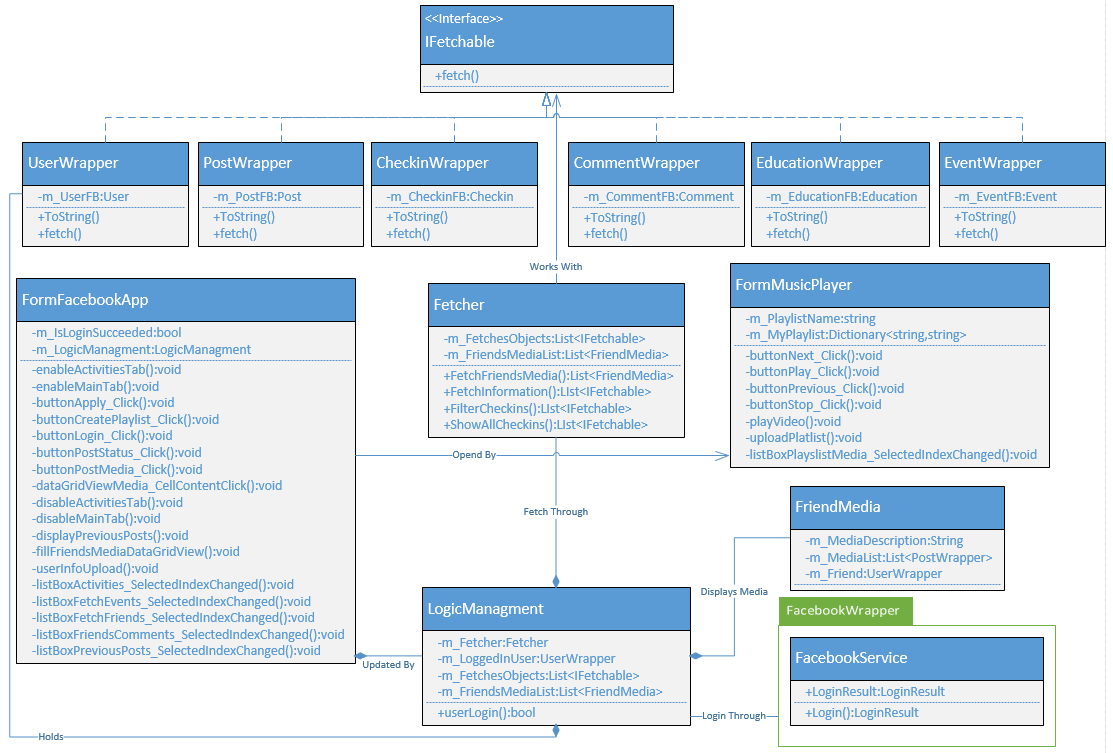 <<Interface>>
IFetchable
+fetch()
UserWrapper
-m_UserFB:User
+ToString()
+fetch()
PostWrapper
-m_PostFB:Post
+ToString()
+fetch()
CheckinWrapper
-m_CheckinFB:Checkin
+ToString()
+fetch()
CommentWrapper
-m_CommentFB:Comment
+ToString()
+fetch()
EducationWrapper
-m_EducationFB:Education
+ToString()
+fetch()
EventWrapper
-m_EventFB:Event
+ToString()
+fetch()
Works With
FormFacebookApp
-m_IsLoginSucceeded:bool
-m_LogicManagment:LogicManagment
-enableActivitiesTab():void
-enableMainTab():void
-buttonApply_Click():void
-buttonCreatePlaylist_Click():void
-buttonLogin_Click():void
-buttonPostStatus_Click():void
-buttonPostMedia_Click():void
-dataGridViewMedia_CellContentClick():void
-disableActivitiesTab():void
-disableMainTab():void
-displayPreviousPosts():void
-fillFriendsMediaDataGridView():void
-userInfoUpload():void
-listBoxActivities_SelectedIndexChanged():void
-listBoxFetchEvents_SelectedIndexChanged():void
-listBoxFetchFriends_SelectedIndexChanged():void
-listBoxFriendsComments_SelectedIndexChanged():void
-listBoxPreviousPosts_SelectedIndexChanged():void
Fetcher
-m_FetchesObjects:List<IFetchable>
-m_FriendsMediaList:List<FriendMedia>
+FetchFriendsMedia():List<FriendMedia>
+FetchInformation():LIst<IFetchable>
+FilterCheckins():LIst<IFetchable>
+ShowAllCheckins():LIst<IFetchable>
FormMusicPlayer
-m_PlaylistName:string
-m_MyPlaylist:Dictionary<string,string>
-buttonNext_Click():void
-buttonPlay_Click():void
-buttonPrevious_Click():void
-buttonStop_Click():void
-playVideo():void
-uploadPlatlist():void
-listBoxPlayslistMedia_SelectedIndexChanged():void
Opend By
Fetch Through
FriendMedia
-m_MediaDescription:String
-m_MediaList:List<PostWrapper>
-m_Friend:UserWrapper
Displays Media
LogicManagment
-m_Fetcher:Fetcher
-m_LoggedInUser:UserWrapper
-m_FetchesObjects:List<IFetchable>
-m_FriendsMediaList:List<FriendMedia>
+userLogin():bool
Updated By
FacebookWrapper
FacebookService
+LoginResult:LoginResult
+Login():LoginResult
Login Through
Holds